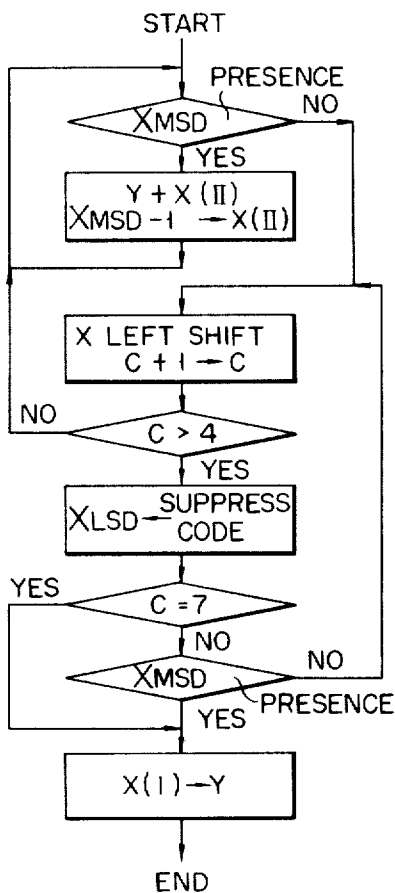 START
PRESENCE
XMSD
NO
YES
Y + X (II)
XMSD-1 → X(II)
X LEFT SHIFT
C + 1 → C
NO
C > 4
YES
XLSD ← SUPPRESS
CODE
YES
C = 7
NO
XMSD
NO
YES
PRESENCE
X(I) → Y
END